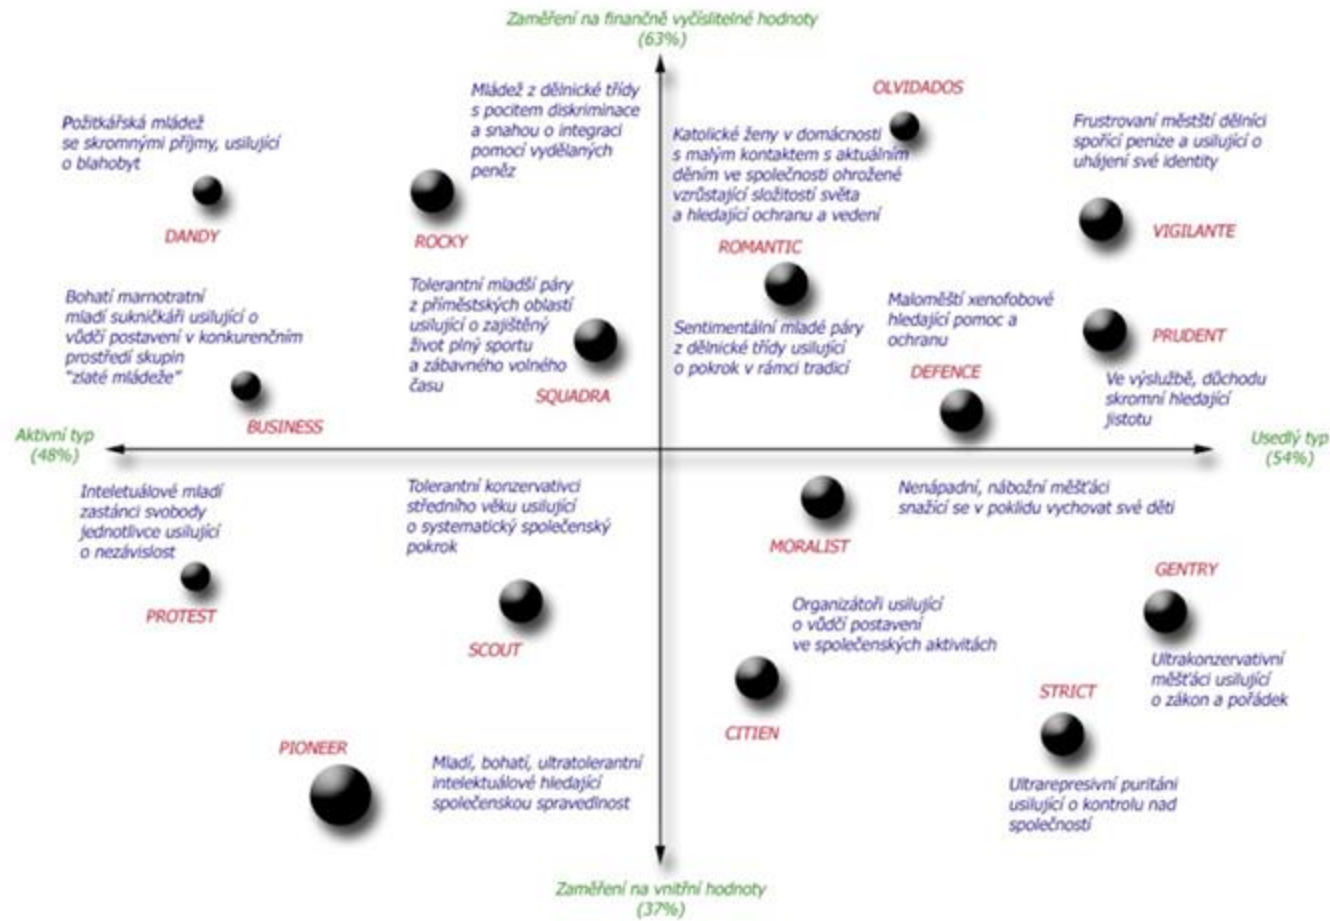 Zaměření na finančně vyčíslitelné hodnoty
(63%)
Požitkářská mládež
se skromnými příjmy, usilující
o blahobyt
DANDY
Mládež z dělnické třídy
s pocitem diskriminace
a snahou o integraci
pomocí vydělaných
peněz
ROCKY
OLVIDADOS
Katolické ženy v domácnosti
s malým kontaktem s aktuálním
děním ve společnosti ohrožené
vzrůstající složitostí světa
a hledající ochranu a vedení
Frustrovaní městští dělníci
spořící peníze a usilující o
uhájení své identity
VIGILANTE
ROMANTIC
Sentimentální mladé páry
z dělnické třídy usilující
o pokrok v rámci tradicí
Bohatí marnotratní
mladí sukničkáři usilující o
vůdčí postavení v konkurenčním
prostředí skupin
"zlaté mládeže"
BUSINESS
Tolerantní mladší páry
z příměstských oblastí
usilující o zajištěný
život plný sportu
a zábavného volného
času
SQUADRA
Maloměští xenofobové
hledající pomoc a
ochranu
DEFENCE
PRUDENT
Ve výslužbě, důchodu
skromní hledající
jistotu
Aktivní typ
(48%)
Usedlý typ
(54%)
Inteletuálové mladí
zastánci svobody
jednotlivce usilující
o nezávislost
PROTEST
Tolerantní konzervativci
středního věku usilující
o systematický společenský
pokrok
SCOUT
Nenápadní, nábožní měšťáci
snažící se v poklidu vychovat své děti
MORALIST
GENTRY
Ultrakonzervativní
měšťáci usilující
o zákon a pořádek
Organizátoři usilující
o vůdčí postavení
ve společenských aktivitách
CITIEN
STRICT
Ultrarepresivní puritáni
usilující o kontrolu nad
společností
PIONEER
Mladí, bohatí, ultratolerantní
intelektuálové hledající
společenskou spravedlnost
Zaměření na vnitřní hodnoty
(37%)